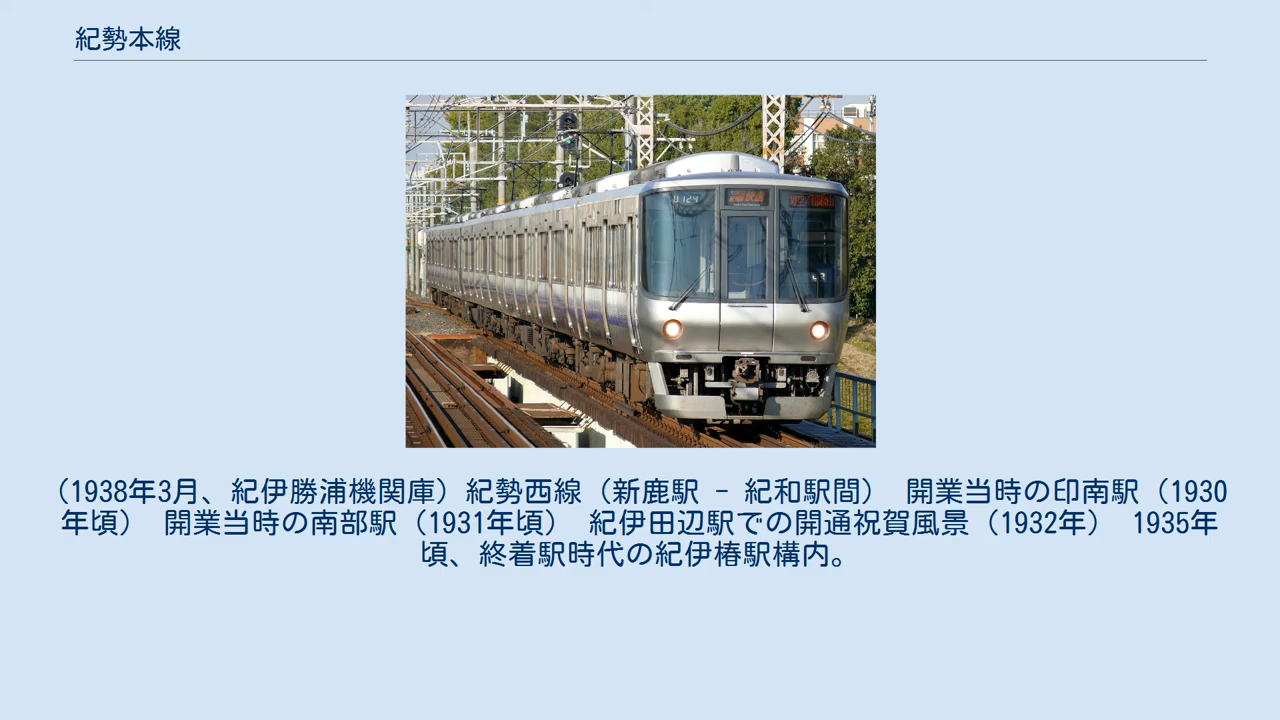 紀勢本線
0124
（1938年3月、紀伊勝浦機関庫）紀勢西線（新鹿駅 - 紀和駅間） 開業当時の印南駅（1930
年頃） 開業当時の南部駅（1931年頃） 紀伊田辺駅での開通祝賀風景（1932年） 1935年
頃、終着駅時代の紀伊椿駅構内。